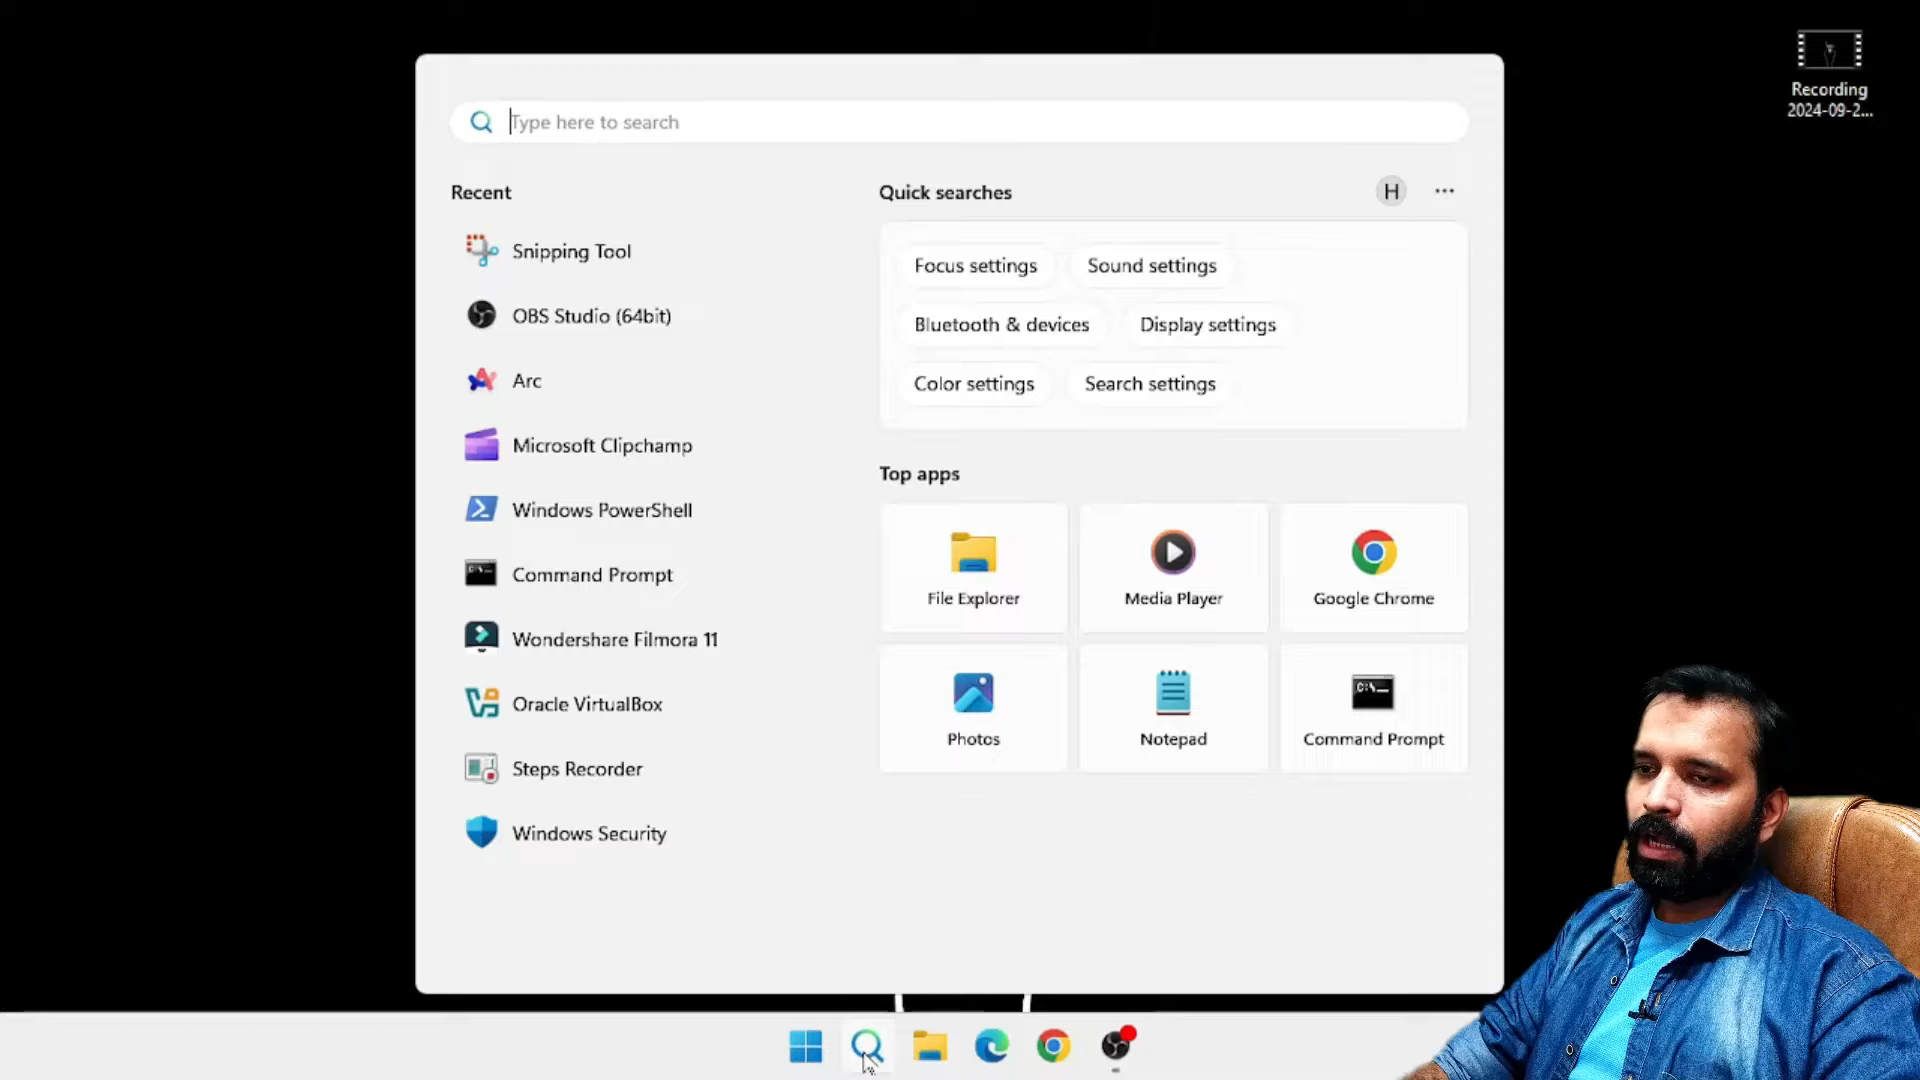 Recording
2024-09-2...
Type here to search
Recent
Quick searches
H
Snipping Tool
OBS Studio (64bit)
Arc
Microsoft Clipchamp
Windows PowerShell
Command Prompt
Wondershare Filmora 11
Oracle VirtualBox
Steps Recorder
Windows Security
Focus settings
Sound settings
Bluetooth & devices
Display settings
Color settings
Search settings
Top apps
File Explorer
Media Player
Google Chrome
Photos
Notepad
Command Prompt